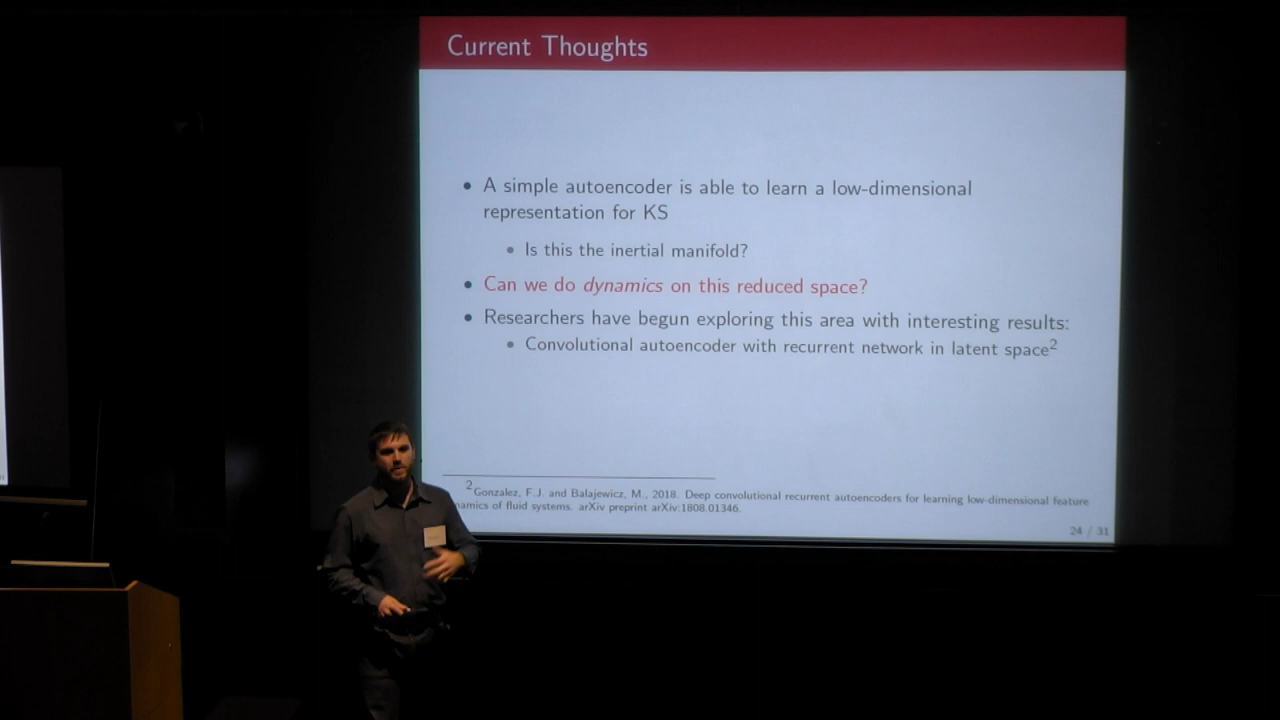 Current Thoughts
• A simple autoencoder is able to learn a low-dimensional
representation for KS
• Is this the inertial manifold?
• Can we do dynamics on this reduced space?
• Researchers have begun exploring this area with interesting results:
• Convolutional autoencoder with recurrent network in latent space2
2Gonzalez, F.J. and Balajewicz, M., 2018. Deep convolutional recurrent autoencoders for learning low-dimensional feature
namics of fluid systems. arXiv preprint arXiv:1808.01346.
24 / 31